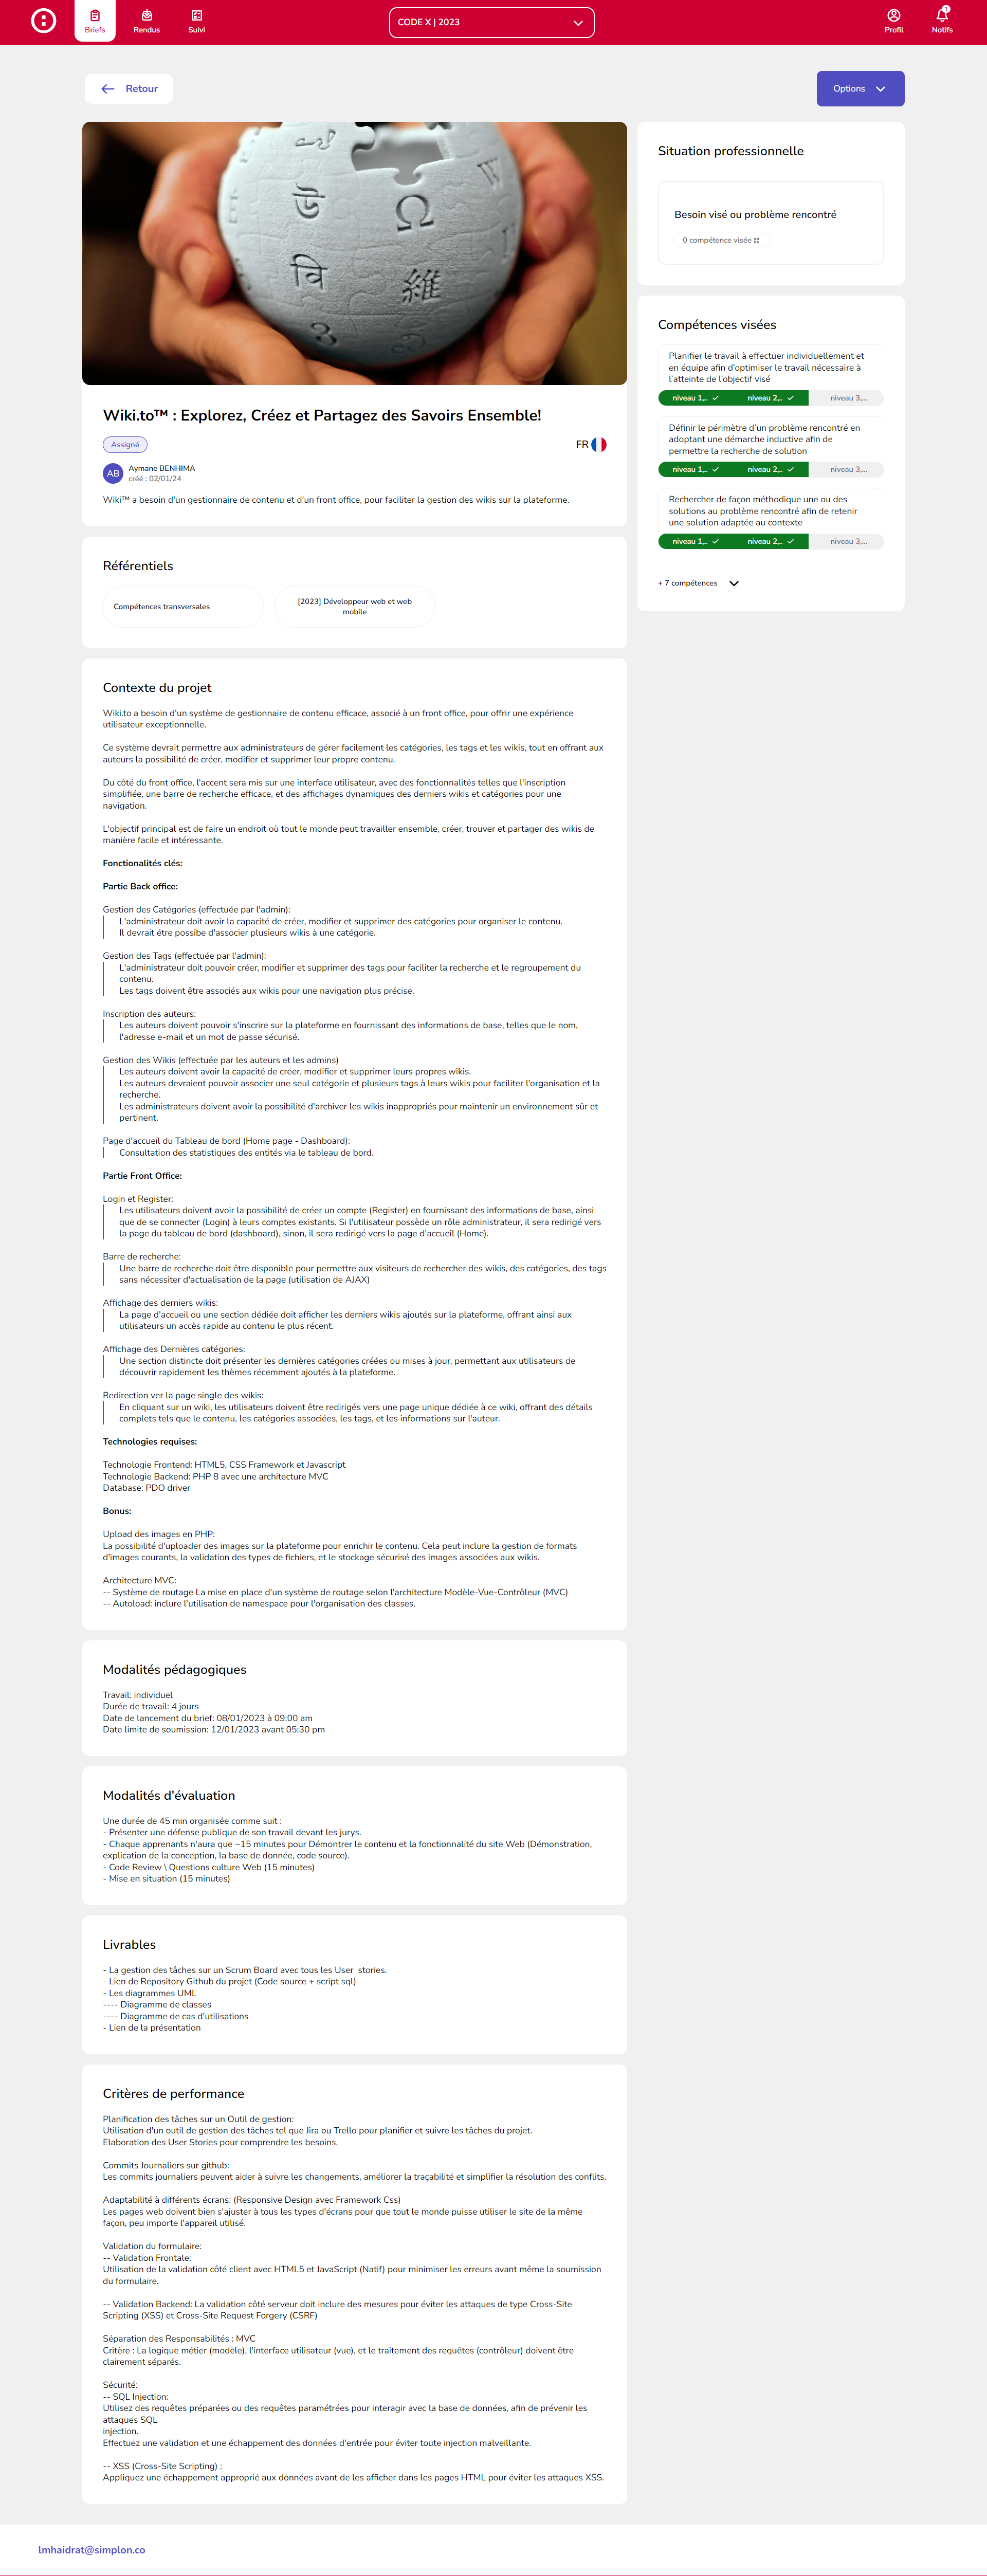 Briefs
Rendus
Suivi
CODE X | 2023
Profil
1
Notifs
Retour
Options
Ω
維
8
W
Wiki.to™ : Explorez, Créez et Partagez des Savoirs Ensemble!
Assigné
FR
AB
Aymane BENHIMA
créé : 02/01/24
Wiki™ a besoin d'un gestionnaire de contenu et d'un front office, pour faciliter la gestion des wikis sur la plateforme.
Référentiels
Compétences transversales
[2023] Développeur web et web
mobile
Contexte du projet
Wiki.to a besoin d'un système de gestionnaire de contenu efficace, associé à un front office, pour offrir une expérience
utilisateur exceptionnelle.
Ce système devrait permettre aux administrateurs de gérer facilement les catégories, les tags et les wikis, tout en offrant aux
auteurs la possibilité de créer, modifier et supprimer leur propre contenu.
Du côté du front office, l'accent sera mis sur une interface utilisateur, avec des fonctionnalités telles que l'inscription
simplifiée, une barre de recherche efficace, et des affichages dynamiques des derniers wikis et catégories pour une
navigation.
L'objectif principal est de faire un endroit où tout le monde peut travailler ensemble, créer, trouver et partager des wikis de
manière facile et intéressante.
Fonctionalités clés:
Partie Back office:
Gestion des Catégories (effectuée par l'admin):
L'administrateur doit avoir la capacité de créer, modifier et supprimer des catégories pour organiser le contenu.
Il devrait étre possibe d'associer plusieurs wikis à une catégorie.
Gestion des Tags (effectuée par l'admin):
L'administrateur doit pouvoir créer, modifier et supprimer des tags pour faciliter la recherche et le regroupement du
contenu.
Les tags doivent être associés aux wikis pour une navigation plus précise.
Inscription des auteurs:
Les auteurs doivent pouvoir s'inscrire sur la plateforme en fournissant des informations de base, telles que le nom,
l'adresse e-mail et un mot de passe sécurisé.
Gestion des Wikis (effectuée par les auteurs et les admins)
Les auteurs doivent avoir la capacité de créer, modifier et supprimer leurs propres wikis.
Les auteurs devraient pouvoir associer une seul catégorie et plusieurs tags à leurs wikis pour faciliter l'organisation et la
recherche.
Les administrateurs doivent avoir la possibilité d'archiver les wikis inappropriés pour maintenir un environnement sûr et
pertinent.
Page d'accueil du Tableau de bord (Home page - Dashboard):
Consultation des statistiques des entités via le tableau de bord.
Partie Front Office:
Login et Register:
Les utilisateurs doivent avoir la possibilité de créer un compte (Register) en fournissant des informations de base, ainsi
que de se connecter (Login) à leurs comptes existants. Si l'utilisateur possède un rôle administrateur, il sera redirigé vers
la page du tableau de bord (dashboard), sinon, il sera redirigé vers la page d'accueil (Home).
Barre de recherche:
Une barre de recherche doit être disponible pour permettre aux visiteurs de rechercher des wikis, des catégories, des tags
sans nécessiter d'actualisation de la page (utilisation de AJAX)
Affichage des derniers wikis:
La page d'accueil ou une section dédiée doit afficher les derniers wikis ajoutés sur la plateforme, offrant ainsi aux
utilisateurs un accès rapide au contenu le plus récent.
Affichage des Dernières catégories:
Une section distincte doit présenter les dernières catégories créées ou mises à jour, permettant aux utilisateurs de
découvrir rapidement les thèmes récemment ajoutés à la plateforme.
Redirection ver la page single des wikis:
En cliquant sur un wiki, les utilisateurs doivent être redirigés vers une page unique dédiée à ce wiki, offrant des détails
complets tels que le contenu, les catégories associées, les tags, et les informations sur l'auteur.
Technologies requises:
Technologie Frontend: HTML5, CSS Framework et Javascript
Technologie Backend: PHP 8 avec une architecture MVC
Database: PDO driver
Bonus:
Upload des images en PHP:
La possibilité d'uploader des images sur la plateforme pour enrichir le contenu. Cela peut inclure la gestion de formats
d'images courants, la validation des types de fichiers, et le stockage sécurisé des images associées aux wikis.
Architecture MVC:
-- Système de routage La mise en place d'un système de routage selon l'architecture Modèle-Vue-Contrôleur (MVC)
-- Autoload: inclure l'utilisation de namespace pour l'organisation des classes.
Modalités pédagogiques
Travail: individuel
Durée de travail: 4 jours
Date de lancement du brief: 08/01/2023 à 09:00 am
Date limite de soumission: 12/01/2023 avant 05:30 pm
Modalités d'évaluation
Une durée de 45 min organisée comme suit :
- Présenter une défense publique de son travail devant les jurys.
- Chaque apprenants n'aura que ~15 minutes pour Démontrer le contenu et la fonctionnalité du site Web (Démonstration,
explication de la conception, la base de donnée, code source).
- Code Review \ Questions culture Web (15 minutes)
- Mise en situation (15 minutes)
Livrables
- La gestion des tâches sur un Scrum Board avec tous les User stories.
- Lien de Repository Github du projet (Code source + script sql)
- Les diagrammes UML
---- Diagramme de classes
---- Diagramme de cas d'utilisations
- Lien de la présentation
Critères de performance
Planification des tâches sur un Outil de gestion:
Utilisation d'un outil de gestion des tâches tel que Jira ou Trello pour planifier et suivre les tâches du projet.
Elaboration des User Stories pour comprendre les besoins.
Commits Journaliers sur github:
Les commits journaliers peuvent aider à suivre les changements, améliorer la traçabilité et simplifier la résolution des conflits.
Adaptabilité à différents écrans: (Responsive Design avec Framework Css)
Les pages web doivent bien s'ajuster à tous les types d'écrans pour que tout le monde puisse utiliser le site de la même
façon, peu importe l'appareil utilisé.
Validation du formulaire:
-- Validation Frontale:
Utilisation de la validation côté client avec HTML5 et JavaScript (Natif) pour minimiser les erreurs avant même la soumission
du formulaire.
-- Validation Backend: La validation côté serveur doit inclure des mesures pour éviter les attaques de type Cross-Site
Scripting (XSS) et Cross-Site Request Forgery (CSRF)
Séparation des Responsabilités : MVC
Critère : La logique métier (modèle), l'interface utilisateur (vue), et le traitement des requêtes (contrôleur) doivent être
clairement séparés.
Sécurité:
-- SQL Injection:
Utilisez des requêtes préparées ou des requêtes paramétrées pour interagir avec la base de données, afin de prévenir les
attaques SQL
injection.
Effectuez une validation et une échappement des données d'entrée pour éviter toute injection malveillante.
-- XSS (Cross-Site Scripting) :
Appliquez une échappement approprié aux données avant de les afficher dans les pages HTML pour éviter les attaques XSS.
Situation professionnelle
Besoin visé ou problème rencontré
0 compétence visée
Compétences visées
Planifier le travail à effectuer individuellement et
en équipe afin d'optimiser le travail nécessaire à
l'atteinte de l'objectif visé
niveau 1,.. niveau 2,.. niveau 3,...
Définir le périmètre d'un problème rencontré en
adoptant une démarche inductive afin de
permettre la recherche de solution
niveau 1,.. niveau 2,.. niveau 3,...
Rechercher de façon méthodique une ou des
solutions au problème rencontré afin de retenir
une solution adaptée au contexte
niveau 1,.. niveau 2,.. niveau 3,...
+ 7 compétences
lmhaidrat@simplon.co